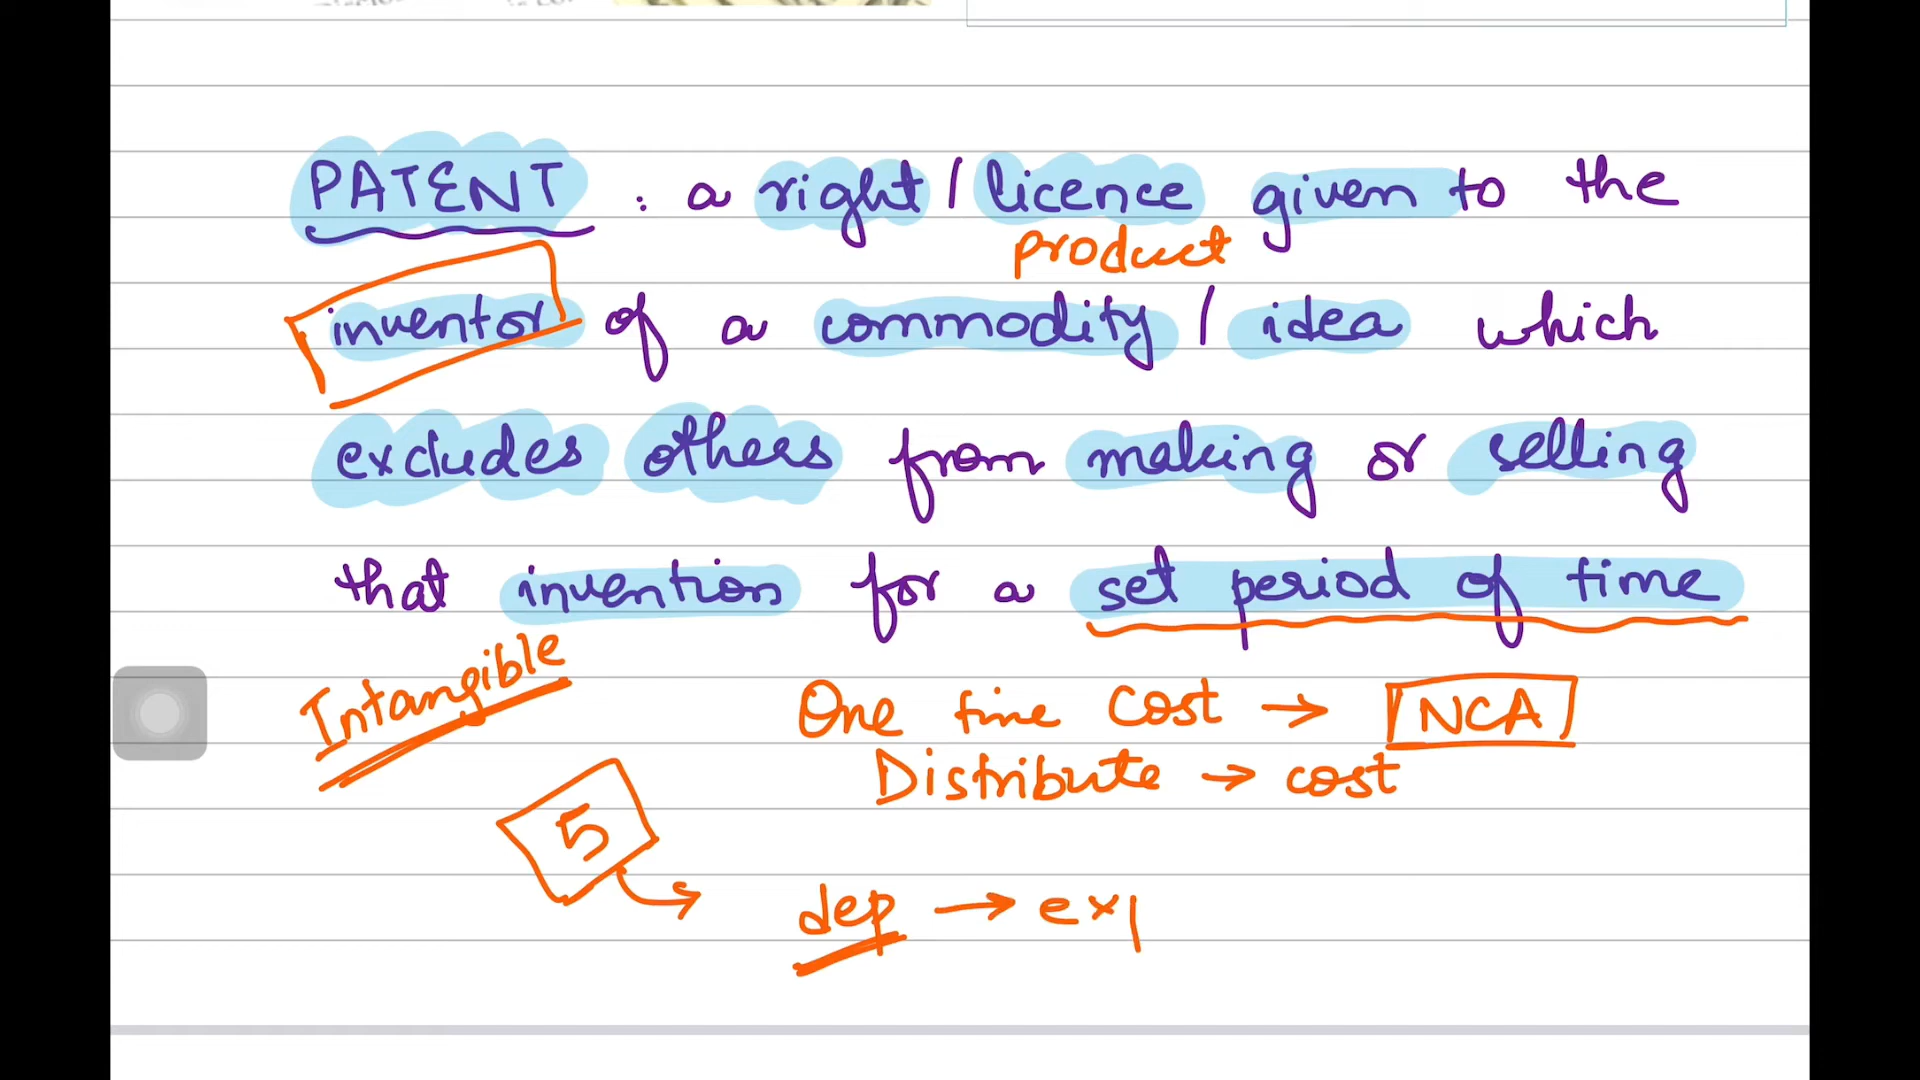 PATENT : a right / licence given to the
product
inventor of a commodity / idea which
excludes others from making or selling
that invention for a set period of time
Intangible
One time cost → NCA
Distribute → cost
5
dep → exp